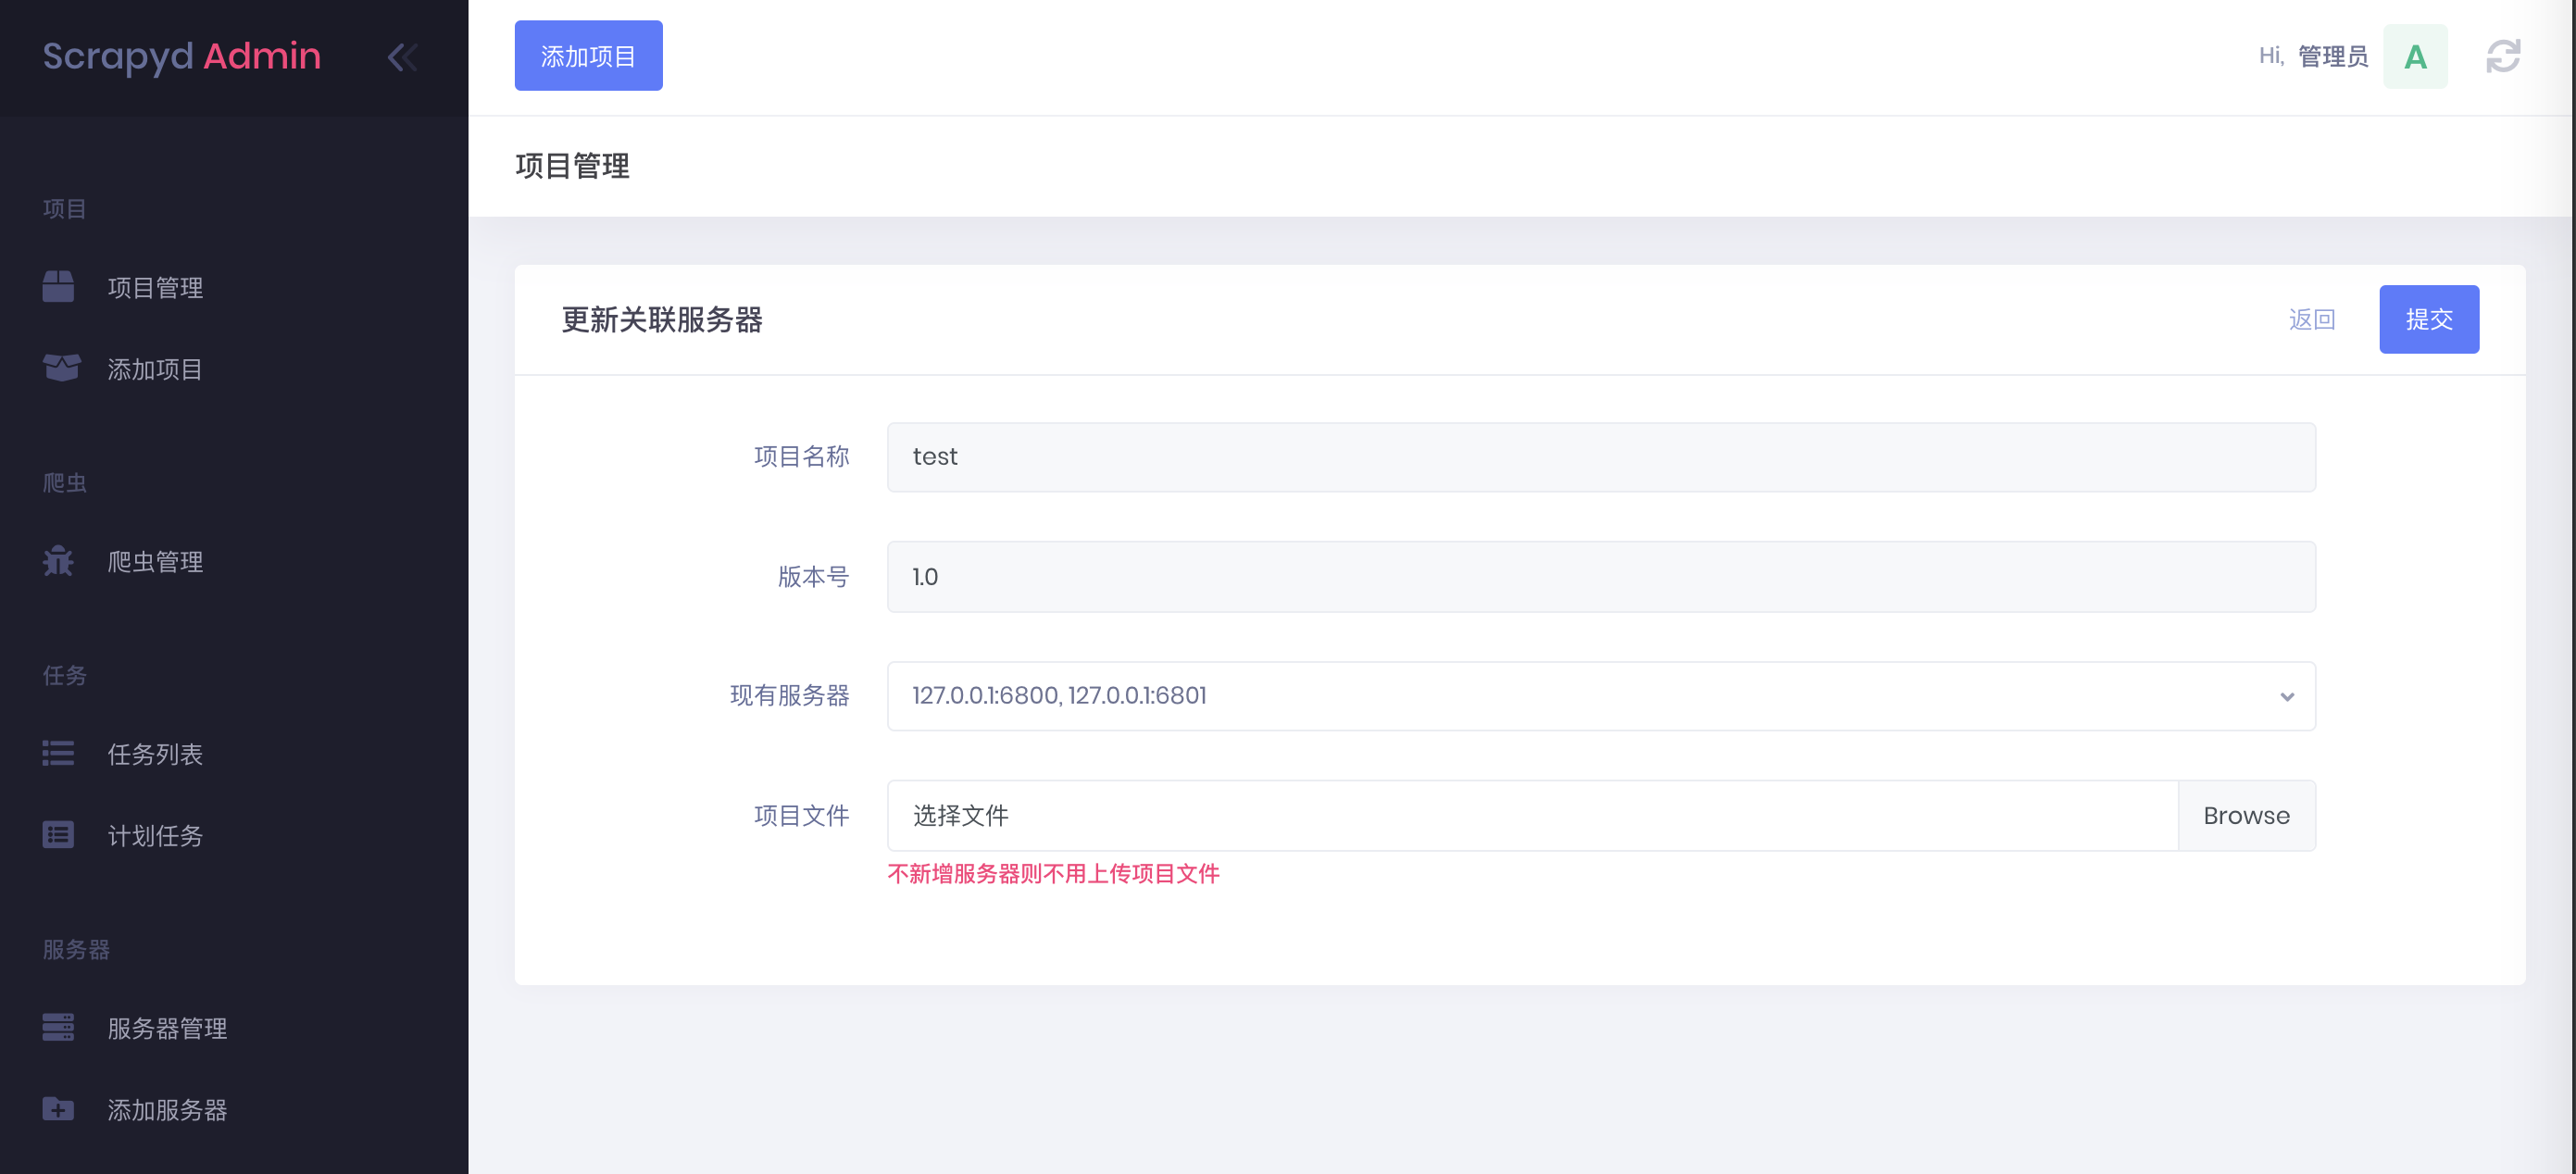 Scrapyd Admin
项目
项目管理
添加项目
爬虫
爬虫管理
任务
任务列表
计划任务
服务器
服务器管理
添加服务器
添加项目
Hi, 管理员 A
项目管理
更新关联服务器
返回
提交
项目名称 test
版本号 1.0
现有服务器 127.0.0.1:6800, 127.0.0.1:6801
项目文件 选择文件 Browse
不新增服务器则不用上传项目文件